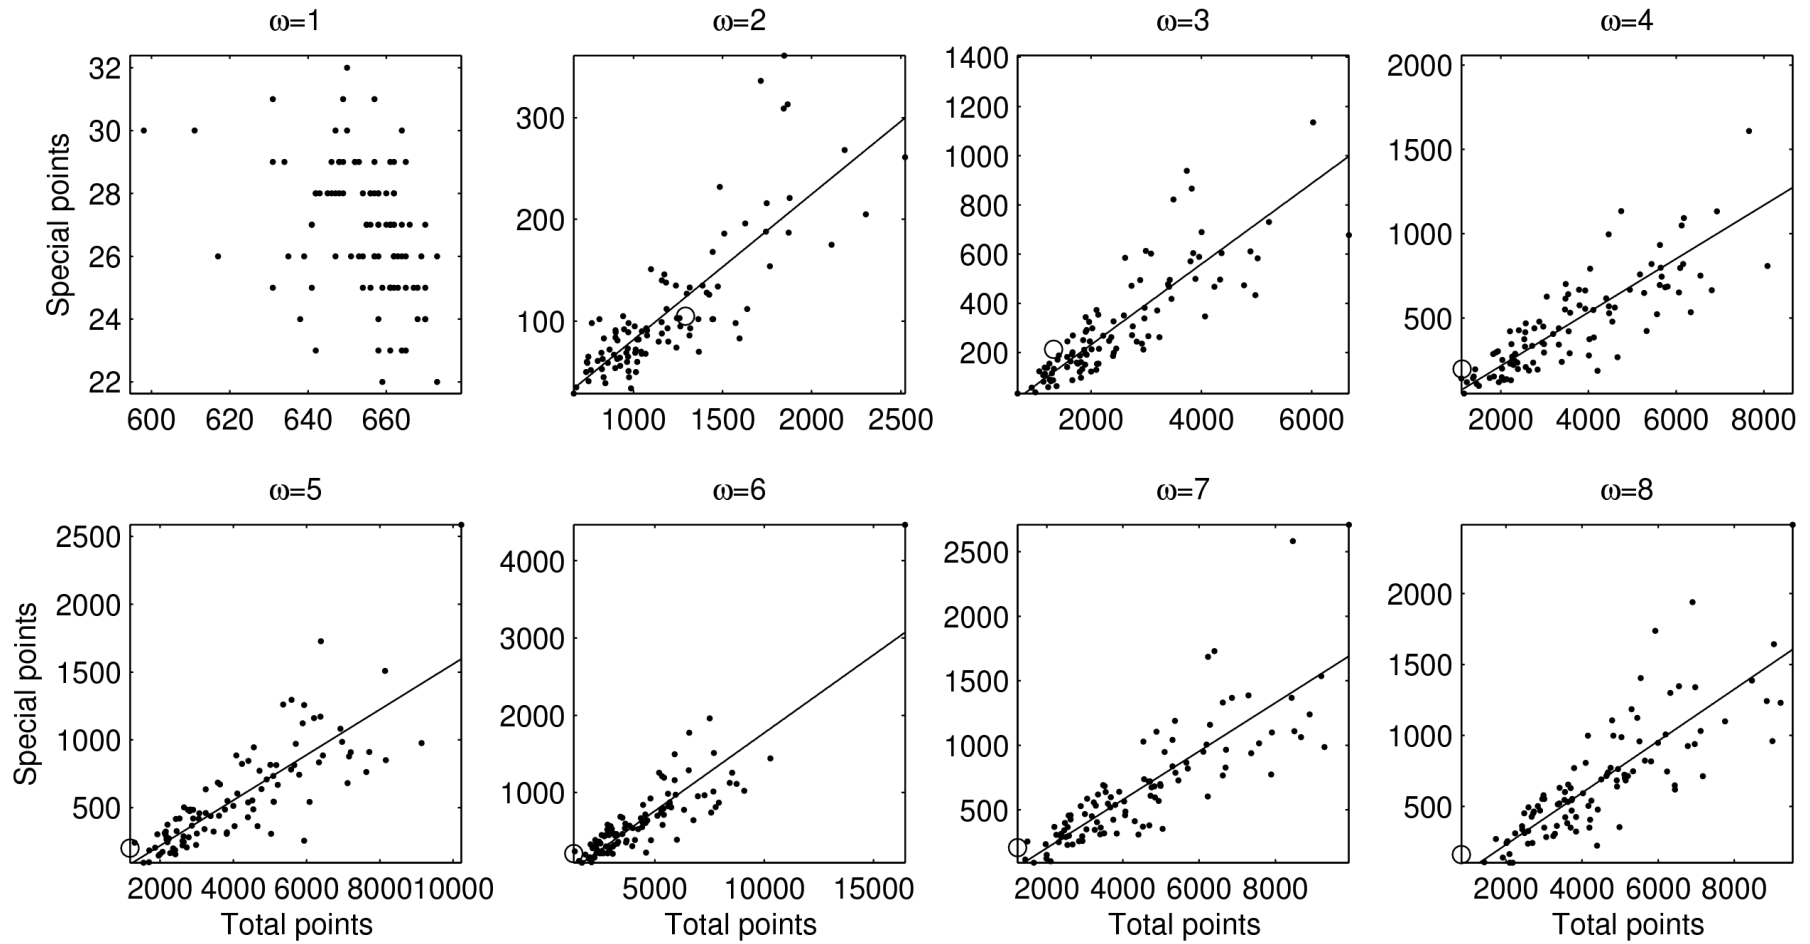 ω=1
ω=2
ω=3
ω=4
Special points
32
30
28
26
24
22
600 620 640 660
300
200
100
1000 1500 2000 2500
1400
1200
1000
800
600
400
200
2000 4000 6000
2000
1500
1000
500
2000 4000 6000 8000
ω=5
ω=6
ω=7
ω=8
Special points
2500
2000
1500
1000
500
2000 4000 6000 8000 10000
Total points
4000
3000
2000
1000
5000 10000 15000
Total points
2500
2000
1500
1000
500
2000 4000 6000 8000
Total points
2000
1500
1000
500
2000 4000 6000 8000
Total points